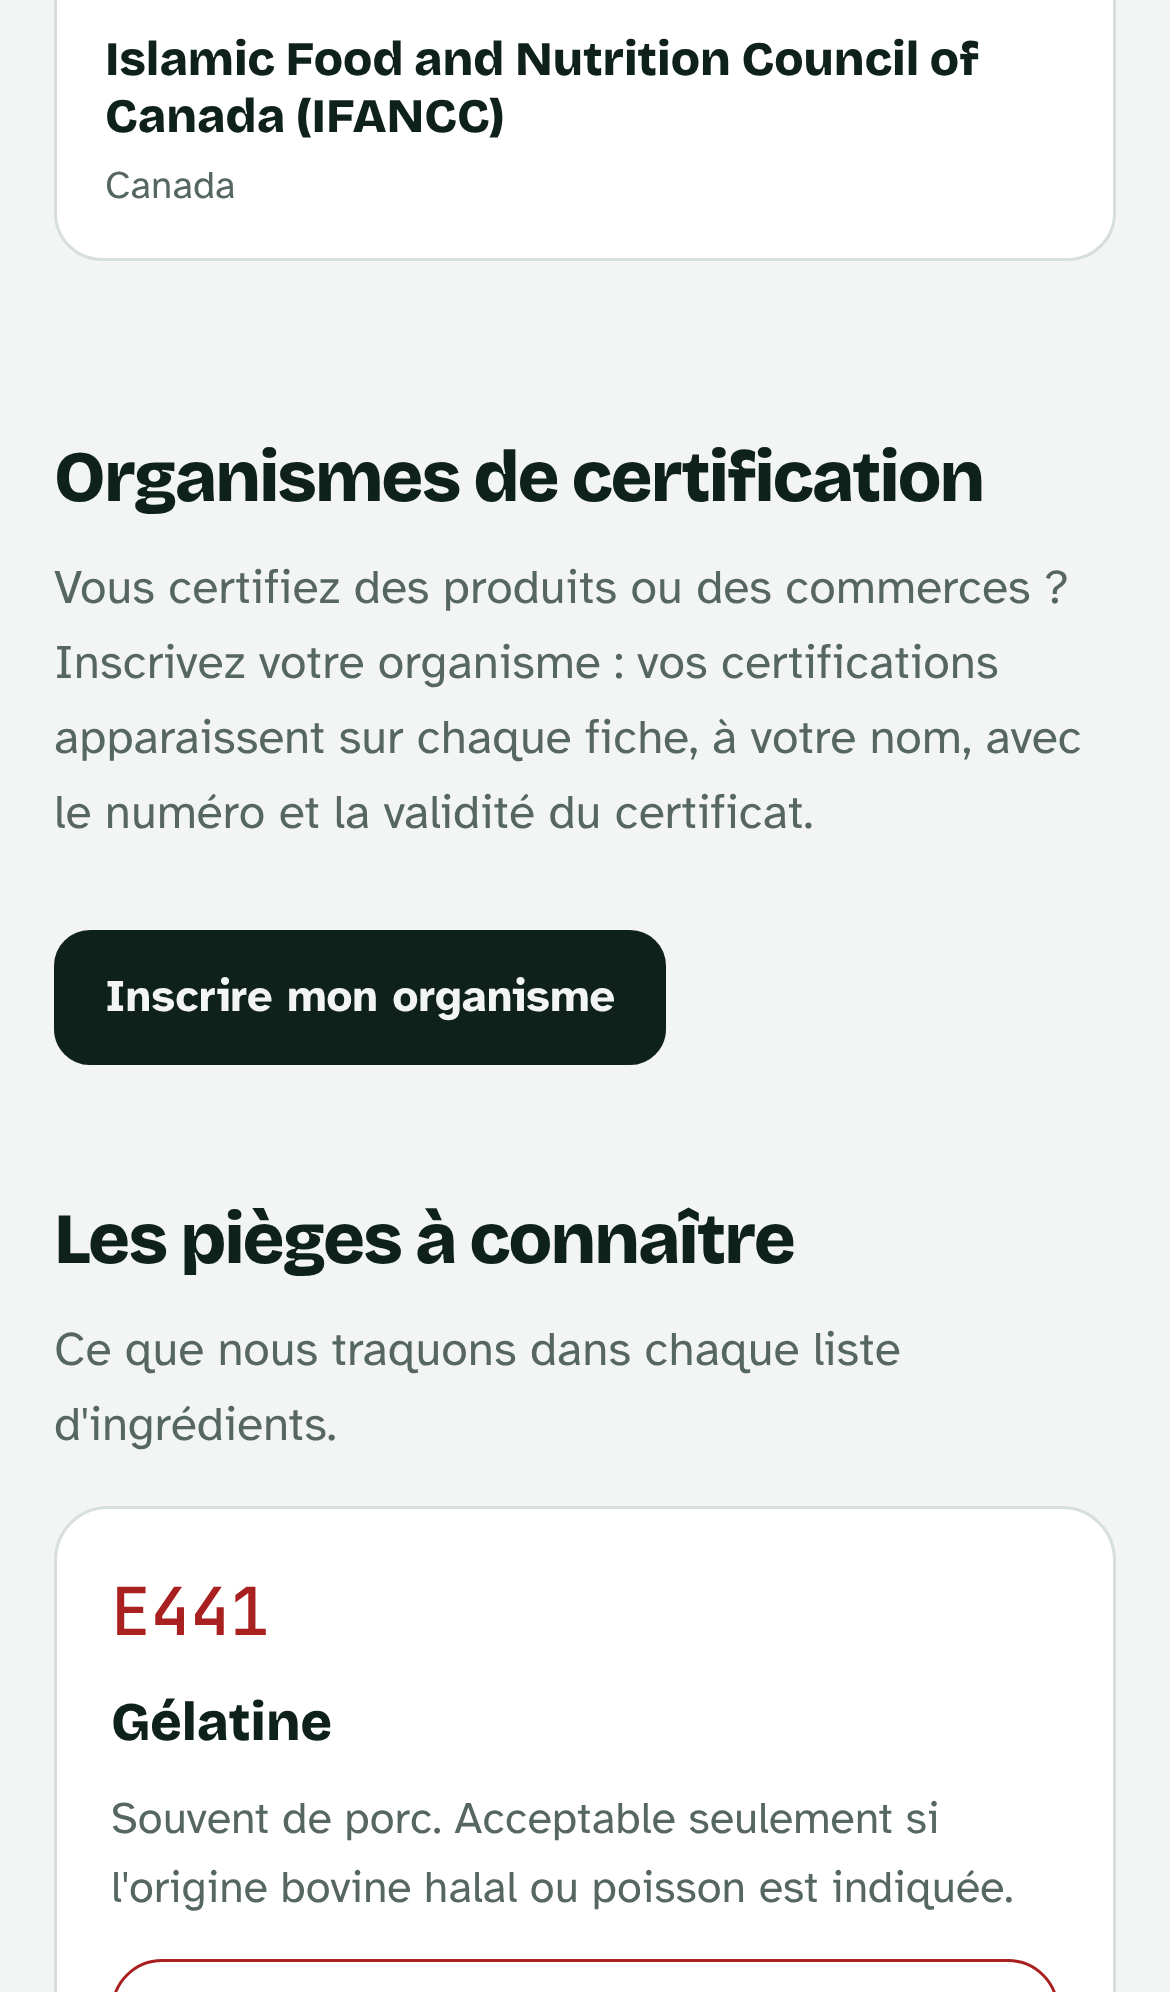 Islamic Food and Nutrition Council of
Canada (IFANCC)
Canada
Organismes de certification
Vous certifiez des produits ou des commerces ?
Inscrivez votre organisme : vos certifications
apparaissent sur chaque fiche, à votre nom, avec
le numéro et la validité du certificat.
Inscrire mon organisme
Les pièges à connaître
Ce que nous traquons dans chaque liste
d'ingrédients.
E441
Gélatine
Souvent de porc. Acceptable seulement si
l'origine bovine halal ou poisson est indiquée.